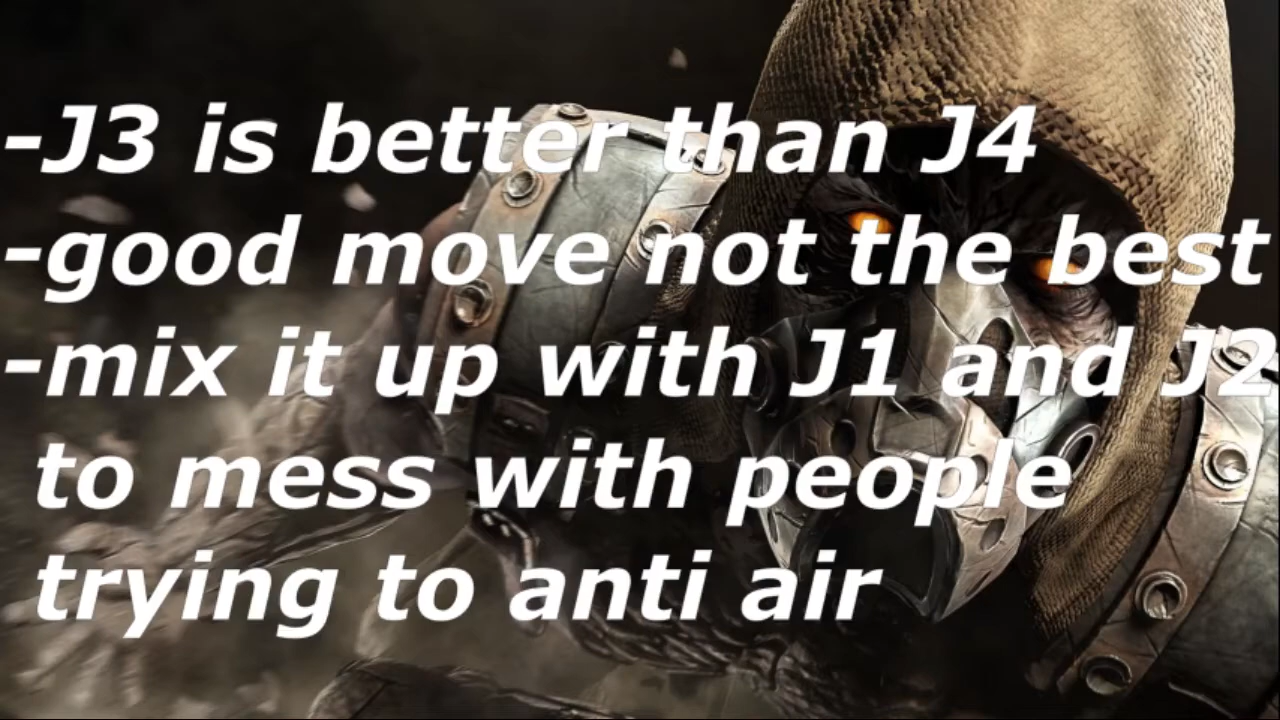 -J3 is better than J4
-good move not the best
-mix it up with J1 and J2
to mess with people
trying to anti air